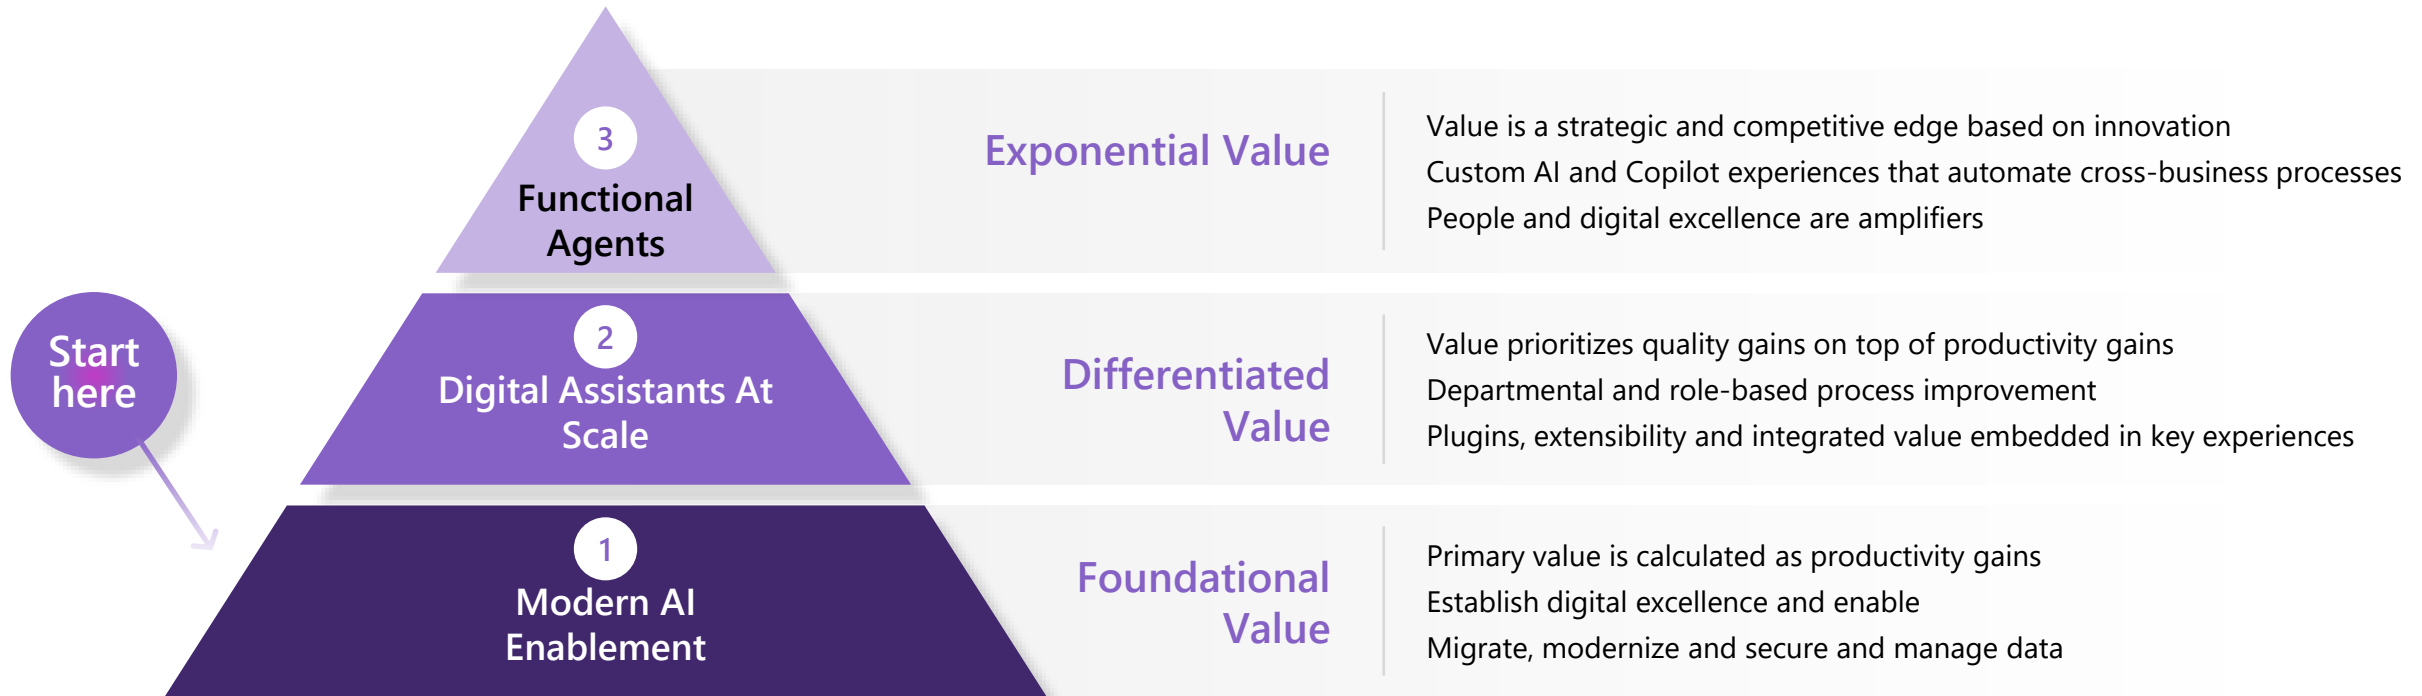 3
Functional
Agents
Exponential Value
Value is a strategic and competitive edge based on innovation
Custom AI and Copilot experiences that automate cross-business processes
People and digital excellence are amplifiers
Start
here
2
Digital Assistants At
Scale
Differentiated
Value
Value prioritizes quality gains on top of productivity gains
Departmental and role-based process improvement
Plugins, extensibility and integrated value embedded in key experiences
1
Modern AI
Enablement
Foundational
Value
Primary value is calculated as productivity gains
Establish digital excellence and enable
Migrate, modernize and secure and manage data